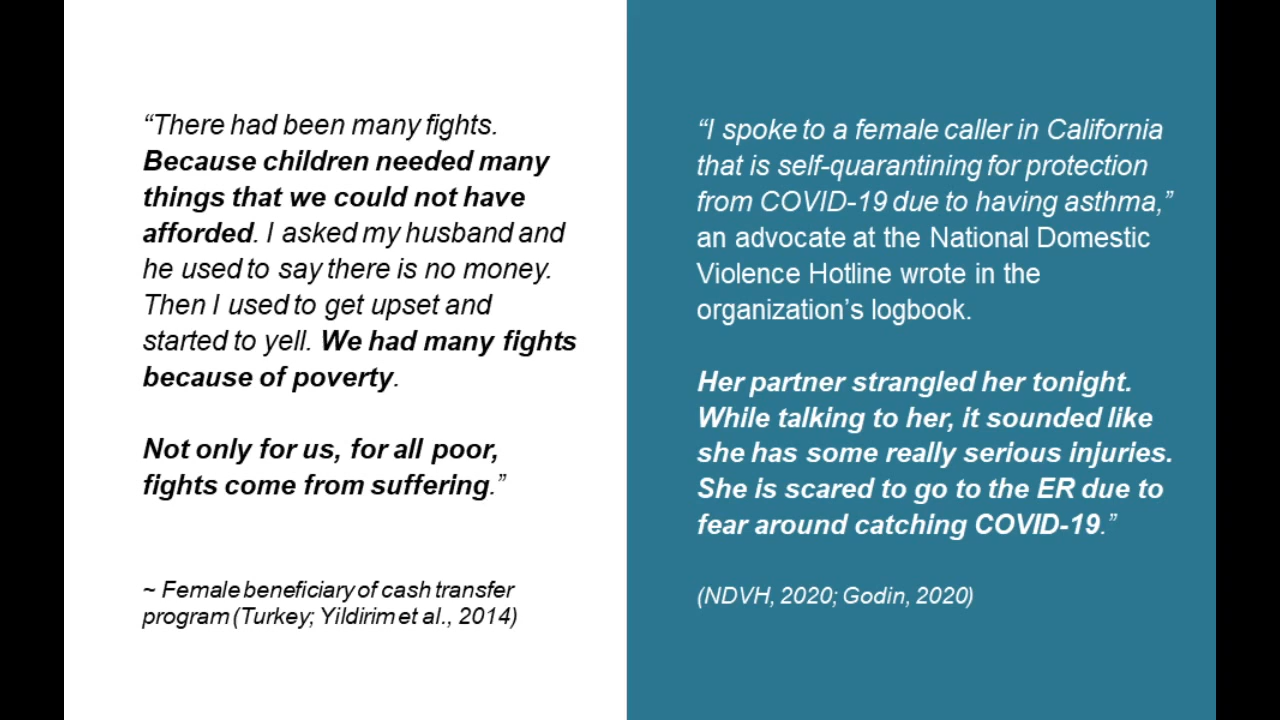 “There had been many fights.
Because children needed many
things that we could not have
afforded. I asked my husband and
he used to say there is no money.
Then I used to get upset and
started to yell. We had many fights
because of poverty.
Not only for us, for all poor,
fights come from suffering.”
~ Female beneficiary of cash transfer
program (Turkey; Yildirim et al., 2014)
“I spoke to a female caller in California
that is self-quarantining for protection
from COVID-19 due to having asthma,”
an advocate at the National Domestic
Violence Hotline wrote in the
organization’s logbook.
Her partner strangled her tonight.
While talking to her, it sounded like
she has some really serious injuries.
She is scared to go to the ER due to
fear around catching COVID-19.”
(NDVH, 2020; Godin, 2020)